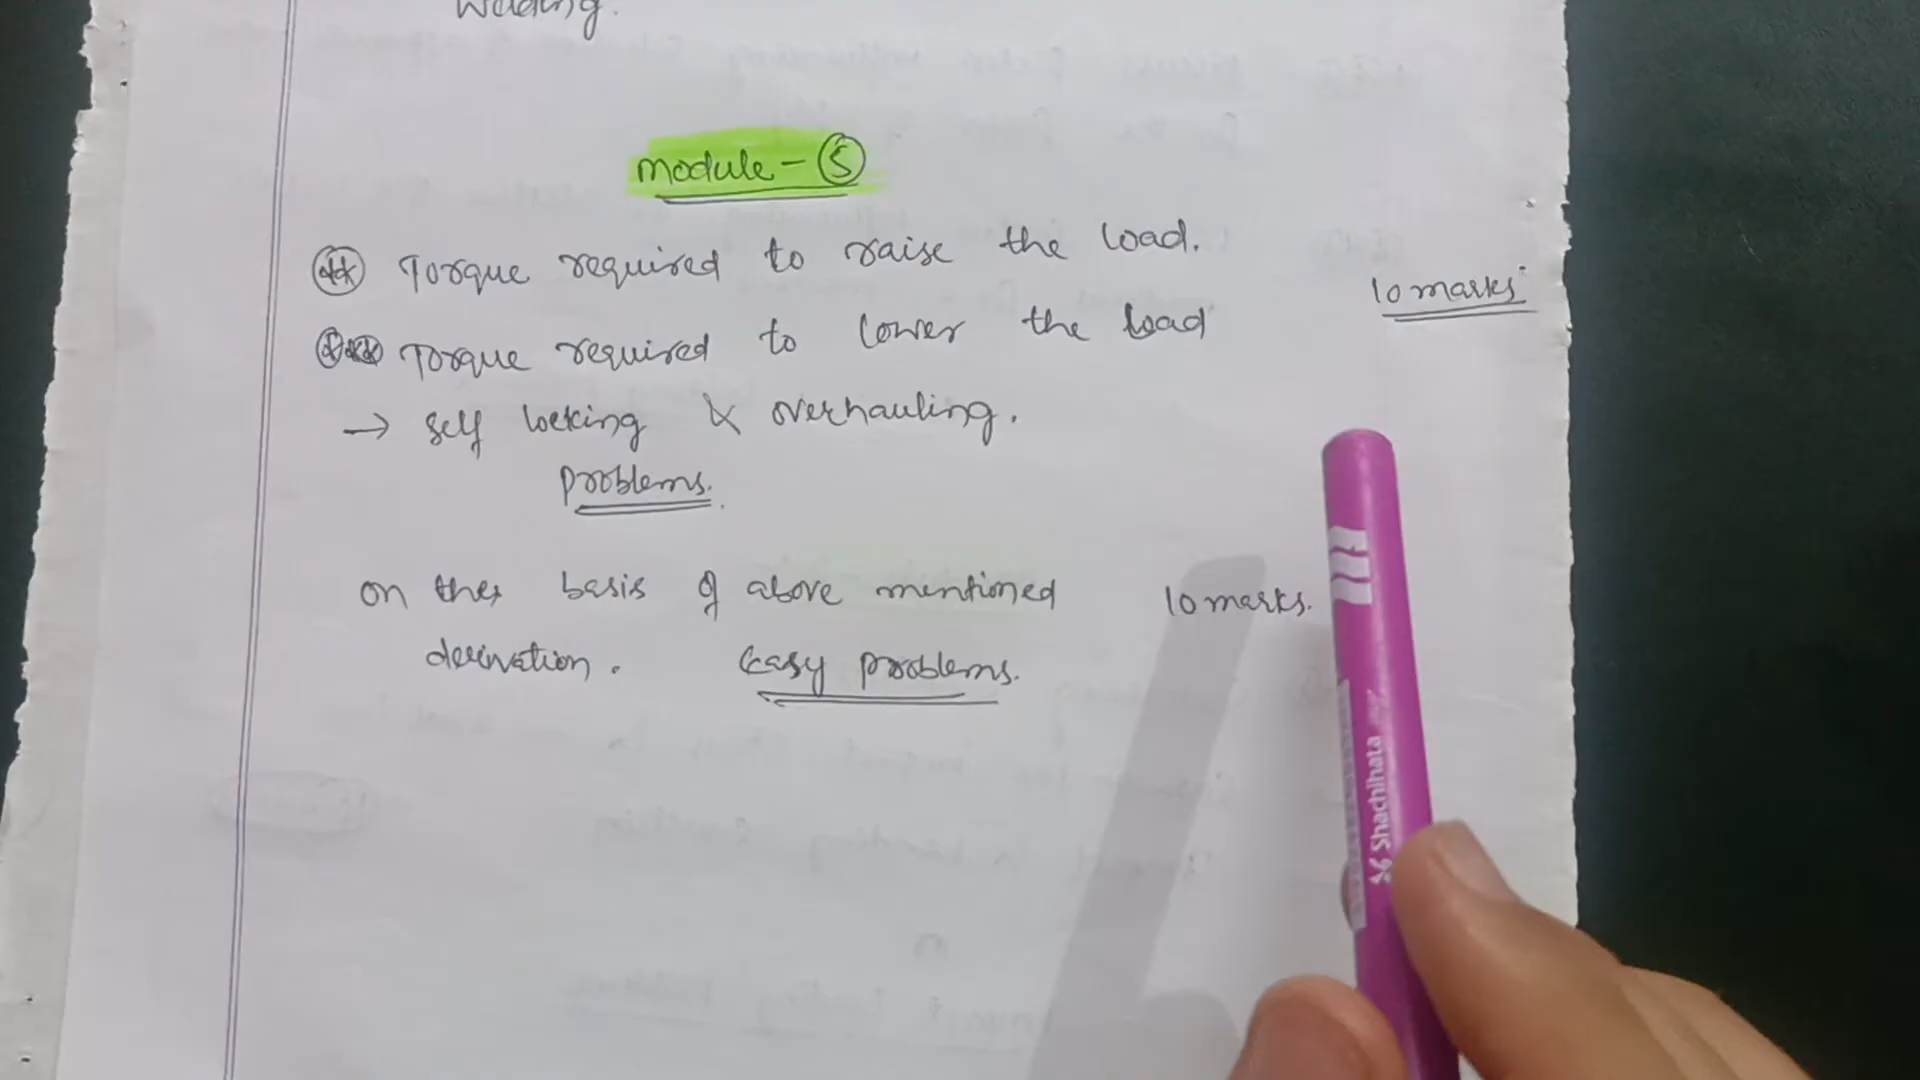 Welding.
Module - 5
** Torque required to raise the load.
10 marks
*** Torque required to lower the load
→ self locking & overhauling.
Problems.
on the basis of above mentioned 10 marks.
derivation. Easy problems.
Shachihata